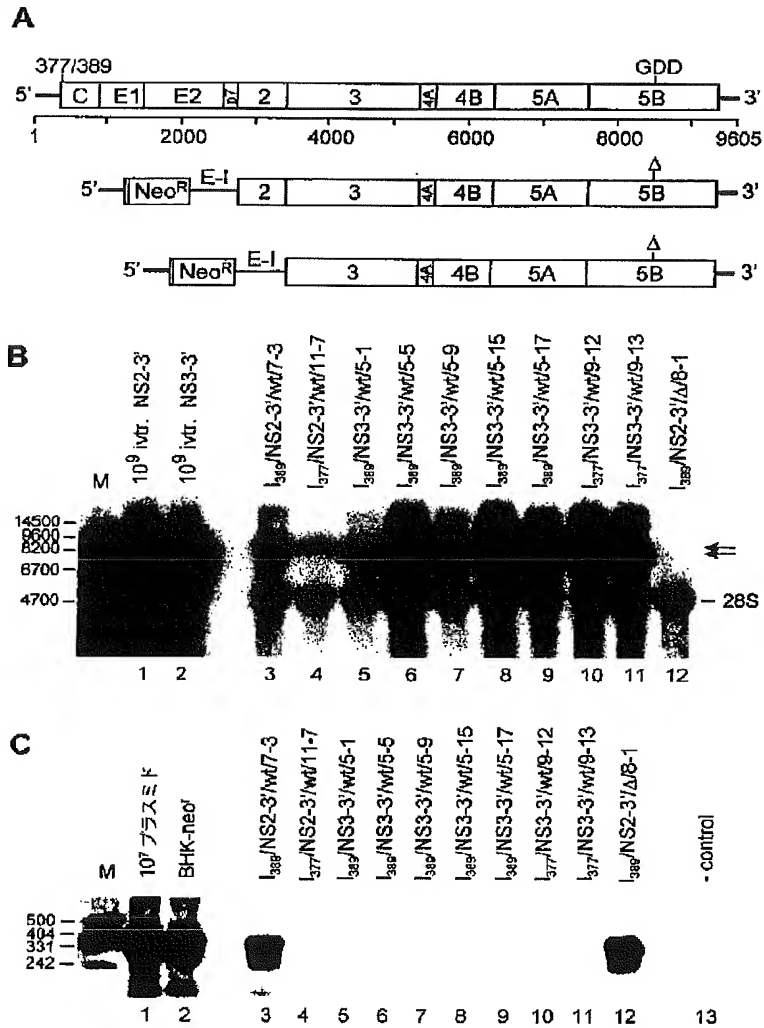 A
377/389
GDD
5' C E1 E2 p7 2 3 4A 4B 5A 5B 3'
1 2000 4000 6000 8000 9605
Δ
5' Neo^R E-I 2 3 4A 4B 5A 5B 3'
Δ
5' Neo^R E-I 3 4A 4B 5A 5B 3'
B
M
10^9 ivtr. NS2-3'
10^9 ivtr. NS3-3'
I389/NS2-3'/wt/7-3
I377/NS2-3'/wt/11-7
I389/NS3-3'/wt/5-1
I389/NS3-3'/wt/5-5
I389/NS3-3'/wt/5-9
I389/NS3-3'/wt/5-15
I389/NS3-3'/wt/5-17
I377/NS3-3'/wt/9-12
I377/NS3-3'/wt/9-13
I389/NS2-3'/Δ/8-1
14500
9600
8200
6700
4700
28S
1 2 3 4 5 6 7 8 9 10 11 12
C
M
10^7 プラスミド
BHK-neo^r
I389/NS2-3'/wt/7-3
I377/NS2-3'/wt/11-7
I389/NS3-3'/wt/5-1
I389/NS3-3'/wt/5-5
I389/NS3-3'/wt/5-9
I389/NS3-3'/wt/5-15
I389/NS3-3'/wt/5-17
I377/NS3-3'/wt/9-12
I377/NS3-3'/wt/9-13
I389/NS2-3'/Δ/8-1
- control
500
404
331
242
1 2 3 4 5 6 7 8 9 10 11 12 13